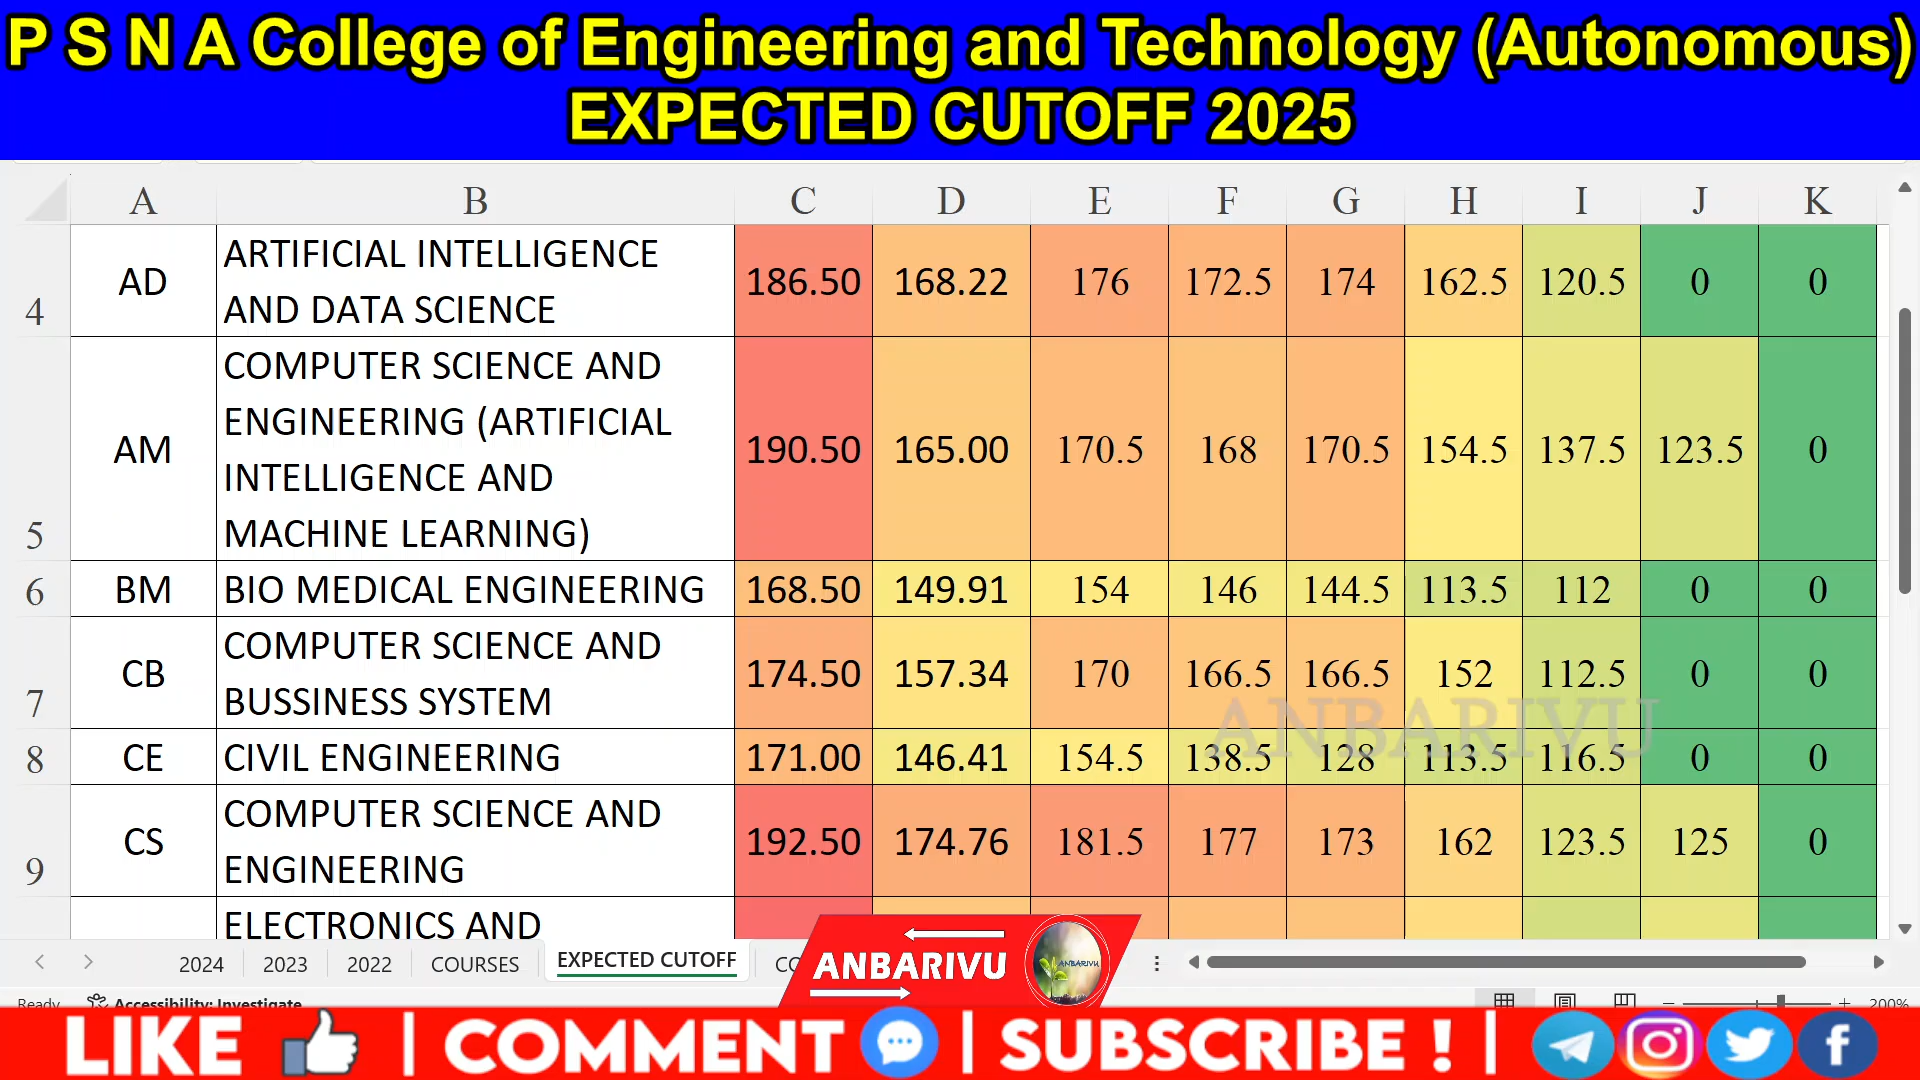 P S N A College of Engineering and Technology (Autonomous)
EXPECTED CUTOFF 2025
A B C D E F G H I J K
4 AD ARTIFICIAL INTELLIGENCE AND DATA SCIENCE 186.50 168.22 176 172.5 174 162.5 120.5 0 0
5 AM COMPUTER SCIENCE AND ENGINEERING (ARTIFICIAL INTELLIGENCE AND MACHINE LEARNING) 190.50 165.00 170.5 168 170.5 154.5 137.5 123.5 0
6 BM BIO MEDICAL ENGINEERING 168.50 149.91 154 146 144.5 113.5 112 0 0
7 CB COMPUTER SCIENCE AND BUSSINESS SYSTEM 174.50 157.34 170 166.5 166.5 152 112.5 0 0
ANBARIVU
8 CE CIVIL ENGINEERING 171.00 146.41 154.5 138.5 128 113.5 116.5 0 0
9 CS COMPUTER SCIENCE AND ENGINEERING 192.50 174.76 181.5 177 173 162 123.5 125 0
ELECTRONICS AND
2024 2023 2022 COURSES EXPECTED CUTOFF
ANBARIVU
ANBARIVU
Ready Accessibility: Investigate 200%
LIKE | COMMENT | SUBSCRIBE ! |